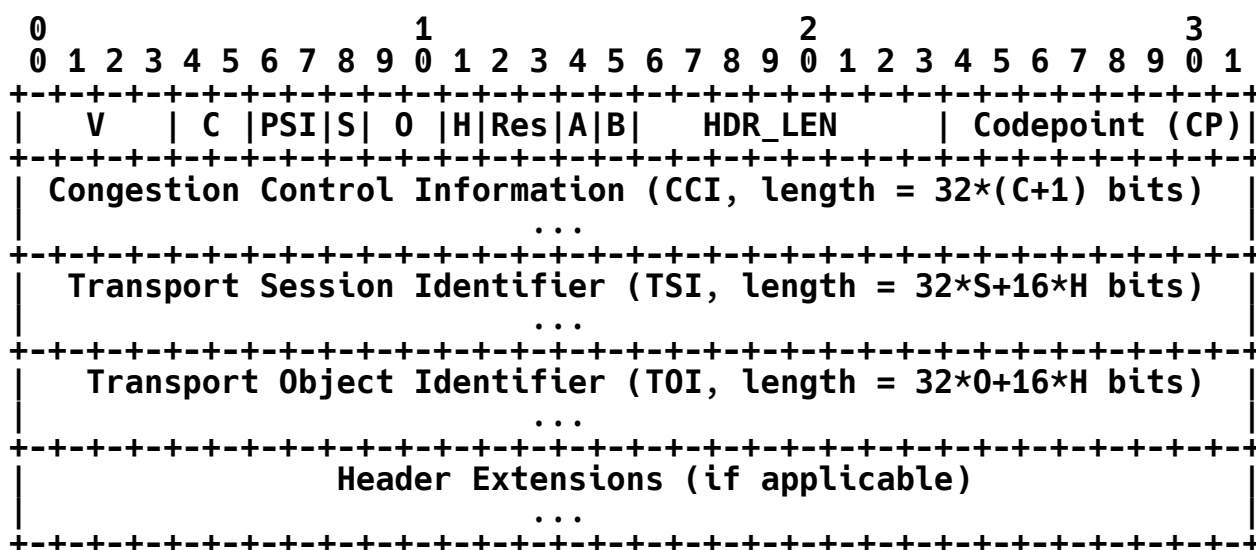 0                   1                   2                   3
 0 1 2 3 4 5 6 7 8 9 0 1 2 3 4 5 6 7 8 9 0 1 2 3 4 5 6 7 8 9 0 1
+-+-+-+-+-+-+-+-+-+-+-+-+-+-+-+-+-+-+-+-+-+-+-+-+-+-+-+-+-+-+-+-+
|   V   | C |PSI|S| O |H|Res|A|B|   HDR_LEN     | Codepoint (CP)|
+-+-+-+-+-+-+-+-+-+-+-+-+-+-+-+-+-+-+-+-+-+-+-+-+-+-+-+-+-+-+-+-+
| Congestion Control Information (CCI, length = 32*(C+1) bits)  |
|                          ...                                  |
+-+-+-+-+-+-+-+-+-+-+-+-+-+-+-+-+-+-+-+-+-+-+-+-+-+-+-+-+-+-+-+-+
|  Transport Session Identifier (TSI, length = 32*S+16*H bits)  |
|                          ...                                  |
+-+-+-+-+-+-+-+-+-+-+-+-+-+-+-+-+-+-+-+-+-+-+-+-+-+-+-+-+-+-+-+-+
|   Transport Object Identifier (TOI, length = 32*O+16*H bits)  |
|                          ...                                  |
+-+-+-+-+-+-+-+-+-+-+-+-+-+-+-+-+-+-+-+-+-+-+-+-+-+-+-+-+-+-+-+-+
|                Header Extensions (if applicable)              |
|                          ...                                  |
+-+-+-+-+-+-+-+-+-+-+-+-+-+-+-+-+-+-+-+-+-+-+-+-+-+-+-+-+-+-+-+-+